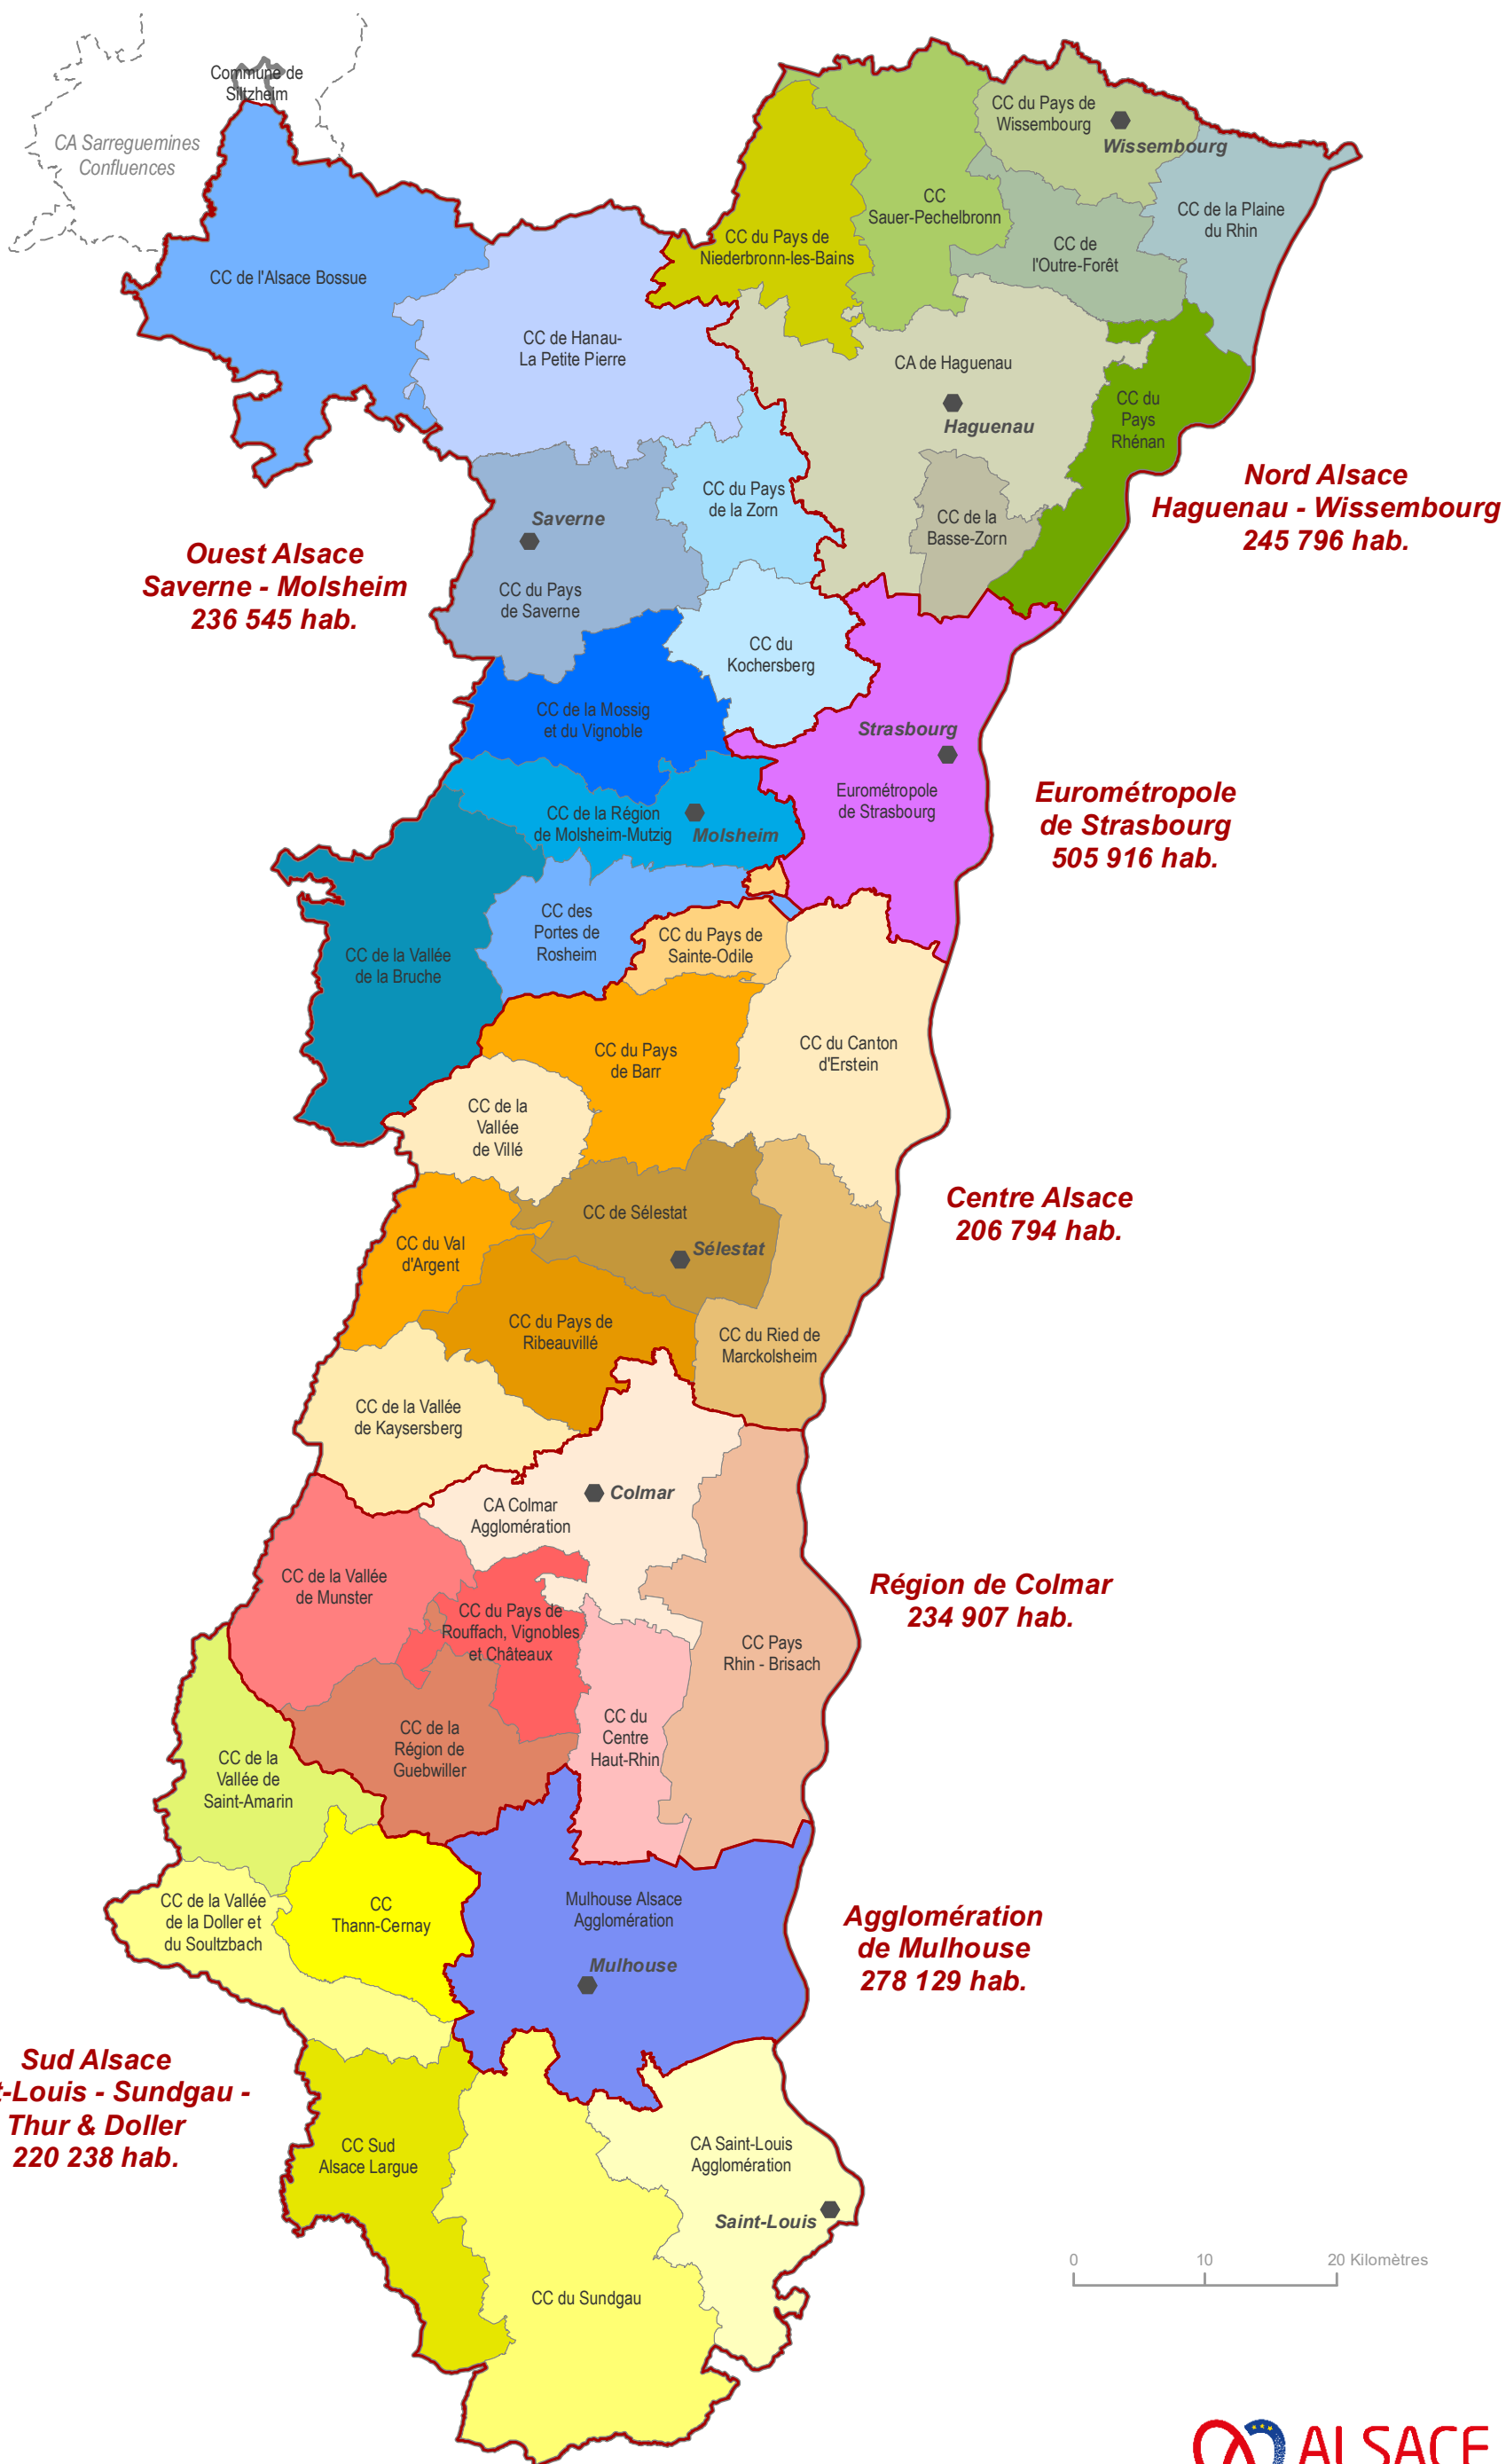 Commune de
Siltzheim
CA Sarreguemines
Confluences
CC du Pays de
Wissembourg
Wissembourg
CC
Sauer-Pechelbronn
CC de la Plaine
du Rhin
CC du Pays de
Niederbronn-les-Bains
CC de
l'Outre-Forêt
CC de l'Alsace Bossue
CC de Hanau-
La Petite Pierre
CA de Haguenau
Haguenau
CC du
Pays
Rhénan
Nord Alsace
Haguenau - Wissembourg
245 796 hab.
CC du Pays
de la Zorn
CC de la
Basse-Zorn
Saverne
CC du Pays
de Saverne
Ouest Alsace
Saverne - Molsheim
236 545 hab.
CC du
Kochersberg
CC de la Mossig
et du Vignoble
Strasbourg
Eurométropole
de Strasbourg
Eurométropole
de Strasbourg
505 916 hab.
CC de la Région
de Molsheim-Mutzig
Molsheim
CC des
Portes de
Rosheim
CC du Pays de
Sainte-Odile
CC de la Vallée
de la Bruche
CC du Pays
de Barr
CC du Canton
d'Erstein
CC de la
Vallée
de Villé
CC de Sélestat
Sélestat
Centre Alsace
206 794 hab.
CC du Val
d'Argent
CC du Pays de
Ribeauvillé
CC du Ried de
Marckolsheim
CC de la Vallée
de Kaysersberg
Colmar
CA Colmar
Agglomération
CC de la Vallée
de Munster
Région de Colmar
234 907 hab.
CC du Pays de
Rouffach, Vignobles
et Châteaux
CC Pays
Rhin - Brisach
CC du
Centre
Haut-Rhin
CC de la
Région de
Guebwiller
CC de la
Vallée de
Saint-Amarin
CC de la Vallée
de la Doller et
du Soultzbach
CC
Thann-Cernay
Mulhouse Alsace
Agglomération
Mulhouse
Agglomération
de Mulhouse
278 129 hab.
Sud Alsace
t-Louis - Sundgau -
Thur & Doller
220 238 hab.
CC Sud
Alsace Largue
CA Saint-Louis
Agglomération
Saint-Louis
CC du Sundgau
0 10 20 Kilomètres
ALSACE